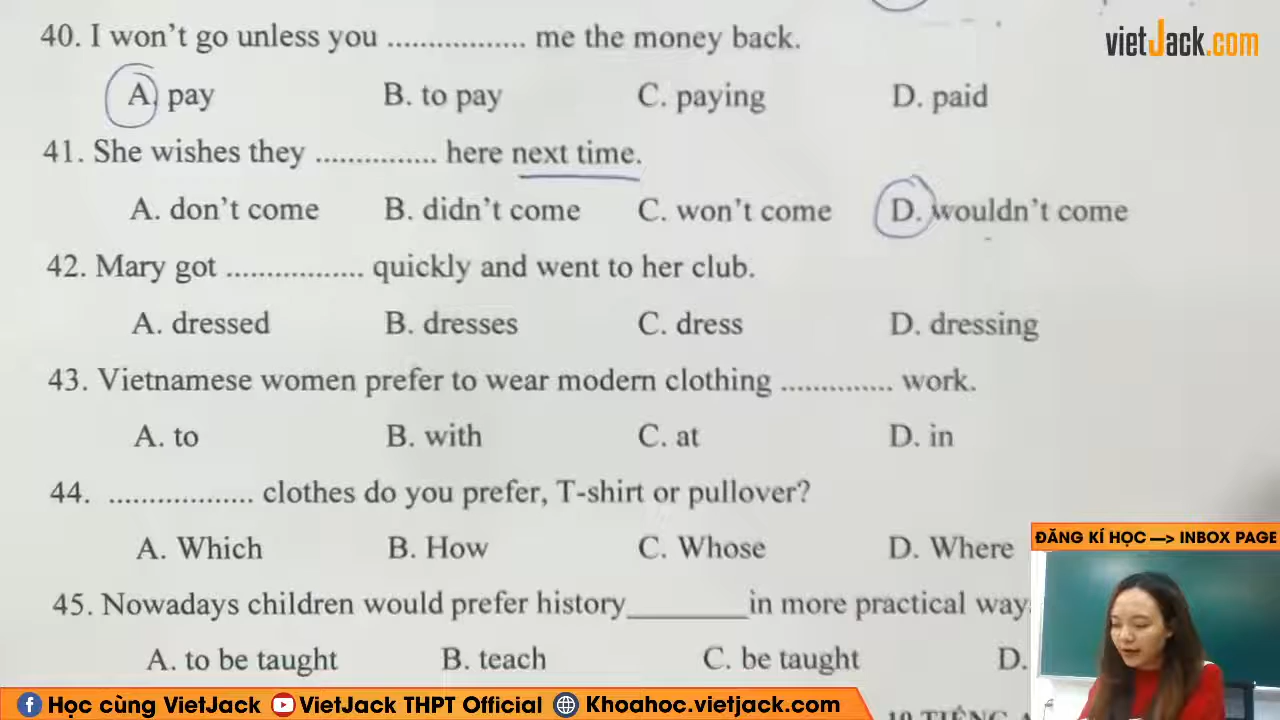 vietJack.com
40. I won't go unless you ................. me the money back.
A. pay B. to pay C. paying D. paid
41. She wishes they ............... here next time.
A. don't come B. didn't come C. won't come D. wouldn't come
42. Mary got ................. quickly and went to her club.
A. dressed B. dresses C. dress D. dressing
43. Vietnamese women prefer to wear modern clothing .............. work.
A. to B. with C. at D. in
44. .................. clothes do you prefer, T-shirt or pullover?
A. Which B. How C. Whose D. Where
ĐĂNG KÍ HỌC —> INBOX PAGE
45. Nowadays children would prefer history________in more practical way
A. to be taught B. teach C. be taught D.
Học cùng VietJack VietJack THPT Official Khoahoc.vietjack.com
10 TIẾNG A